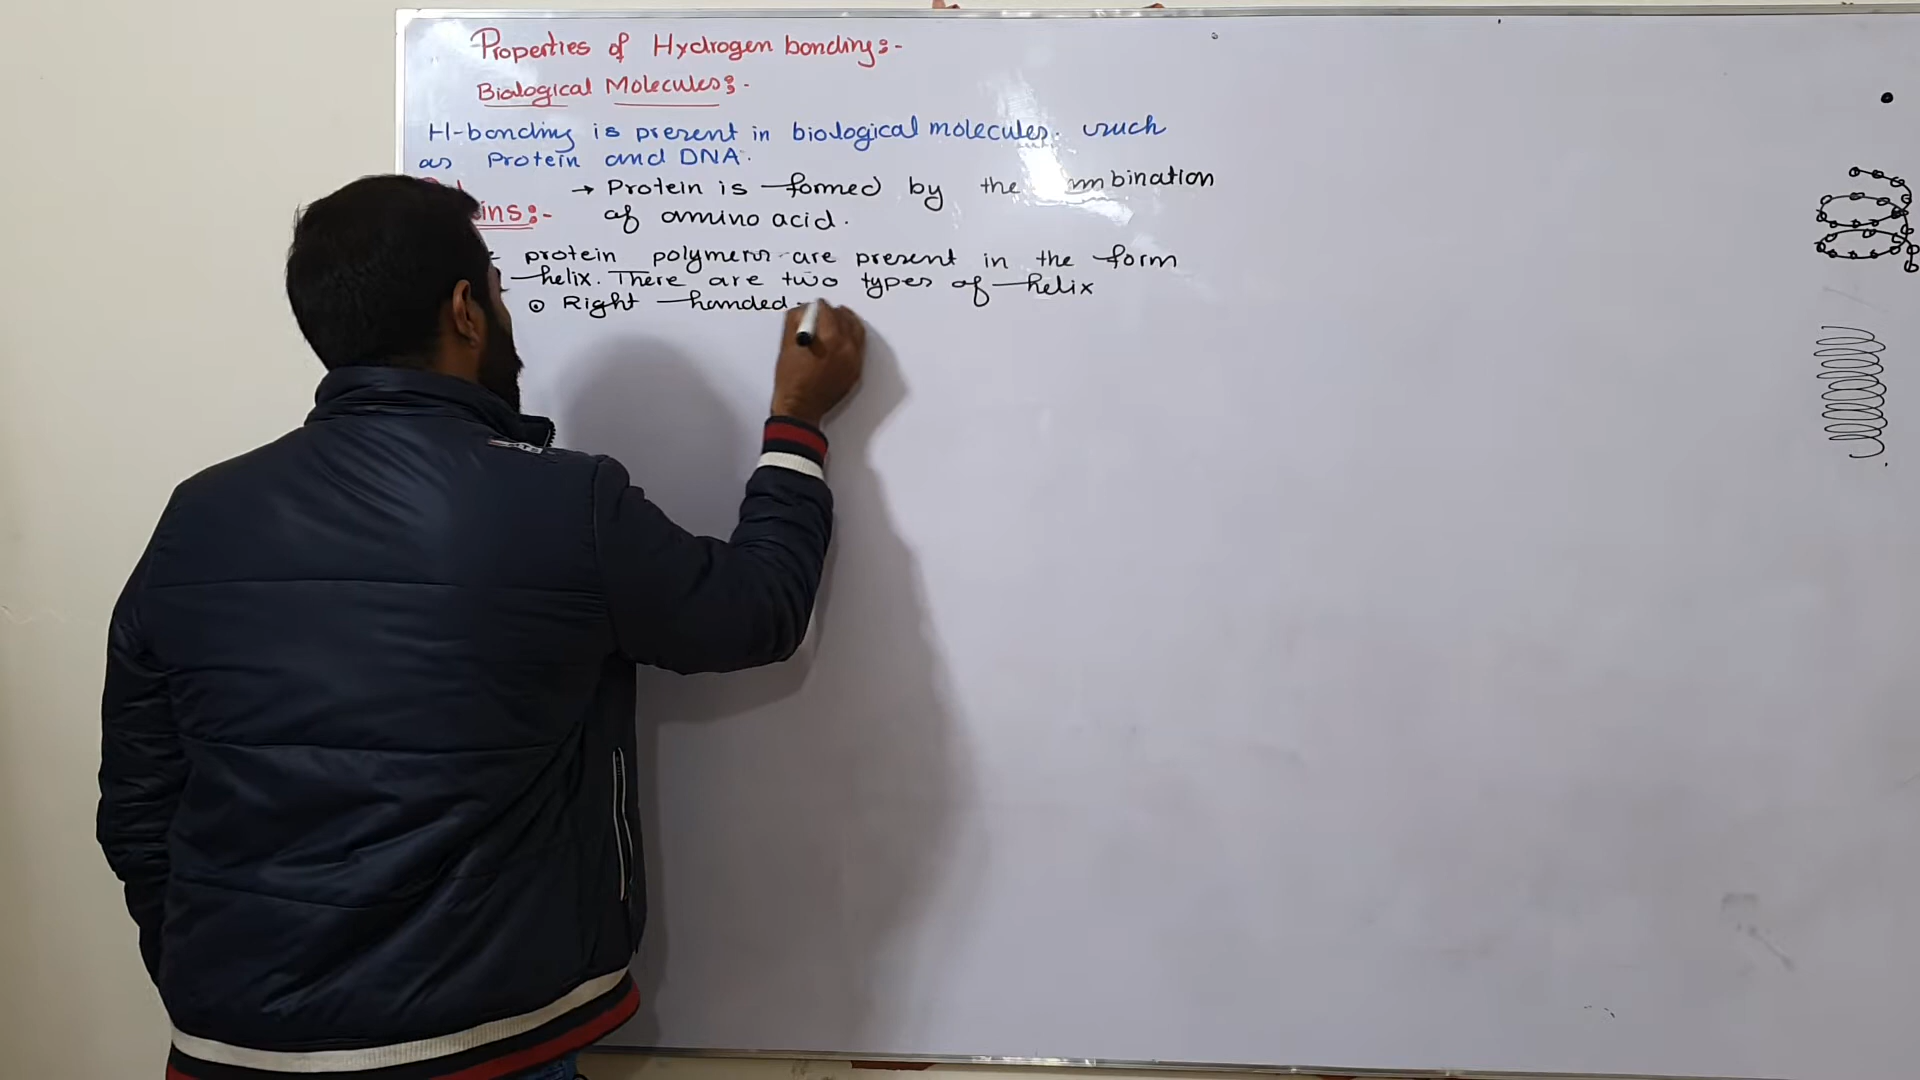 Properties of Hydrogen bonding:-
Biological Molecules:-
H-bonding is present in biological molecules. such
as Protein and DNA.
→ Protein is formed by the combination
ins:- of amino acid.
protein polymers are present in the form
helix. There are two types of helix
Right handed